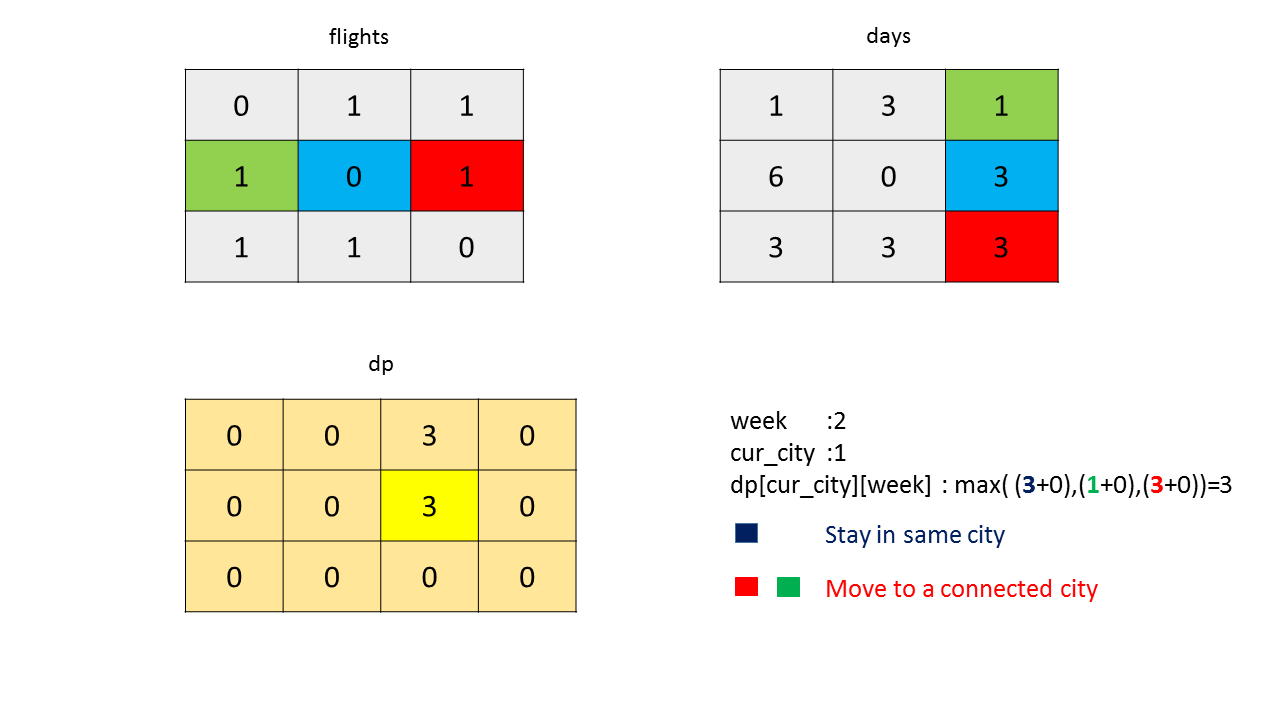 flights
0 1 1
1 0 1
1 1 0
days
1 3 1
6 0 3
3 3 3
dp
0 0 3 0
0 0 3 0
0 0 0 0
week :2
cur_city :1
dp[cur_city][week] : max( (3+0),(1+0),(3+0))=3
Stay in same city
Move to a connected city